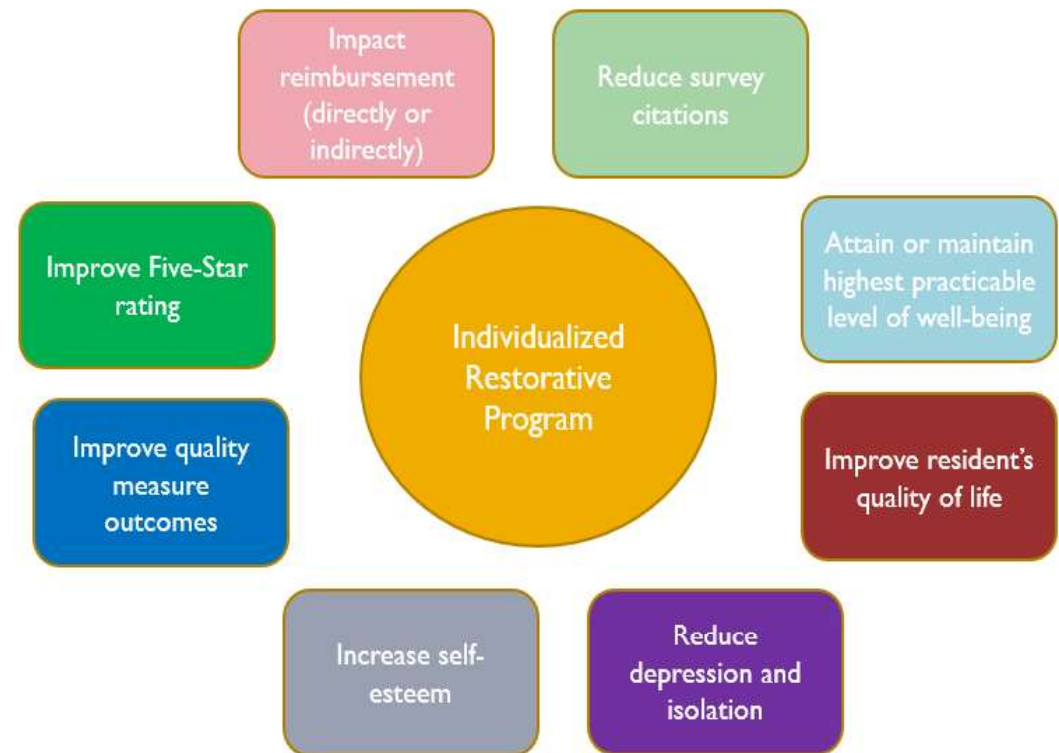 Impact
reimbursement
(directly or
indirectly)
Reduce survey
citations
Improve Five-Star
rating
Attain or maintain
highest practicable
level of well-being
Individualized
Restorative
Program
Improve quality
measure
outcomes
Improve resident’s
quality of life
Increase self-
esteem
Reduce
depression and
isolation